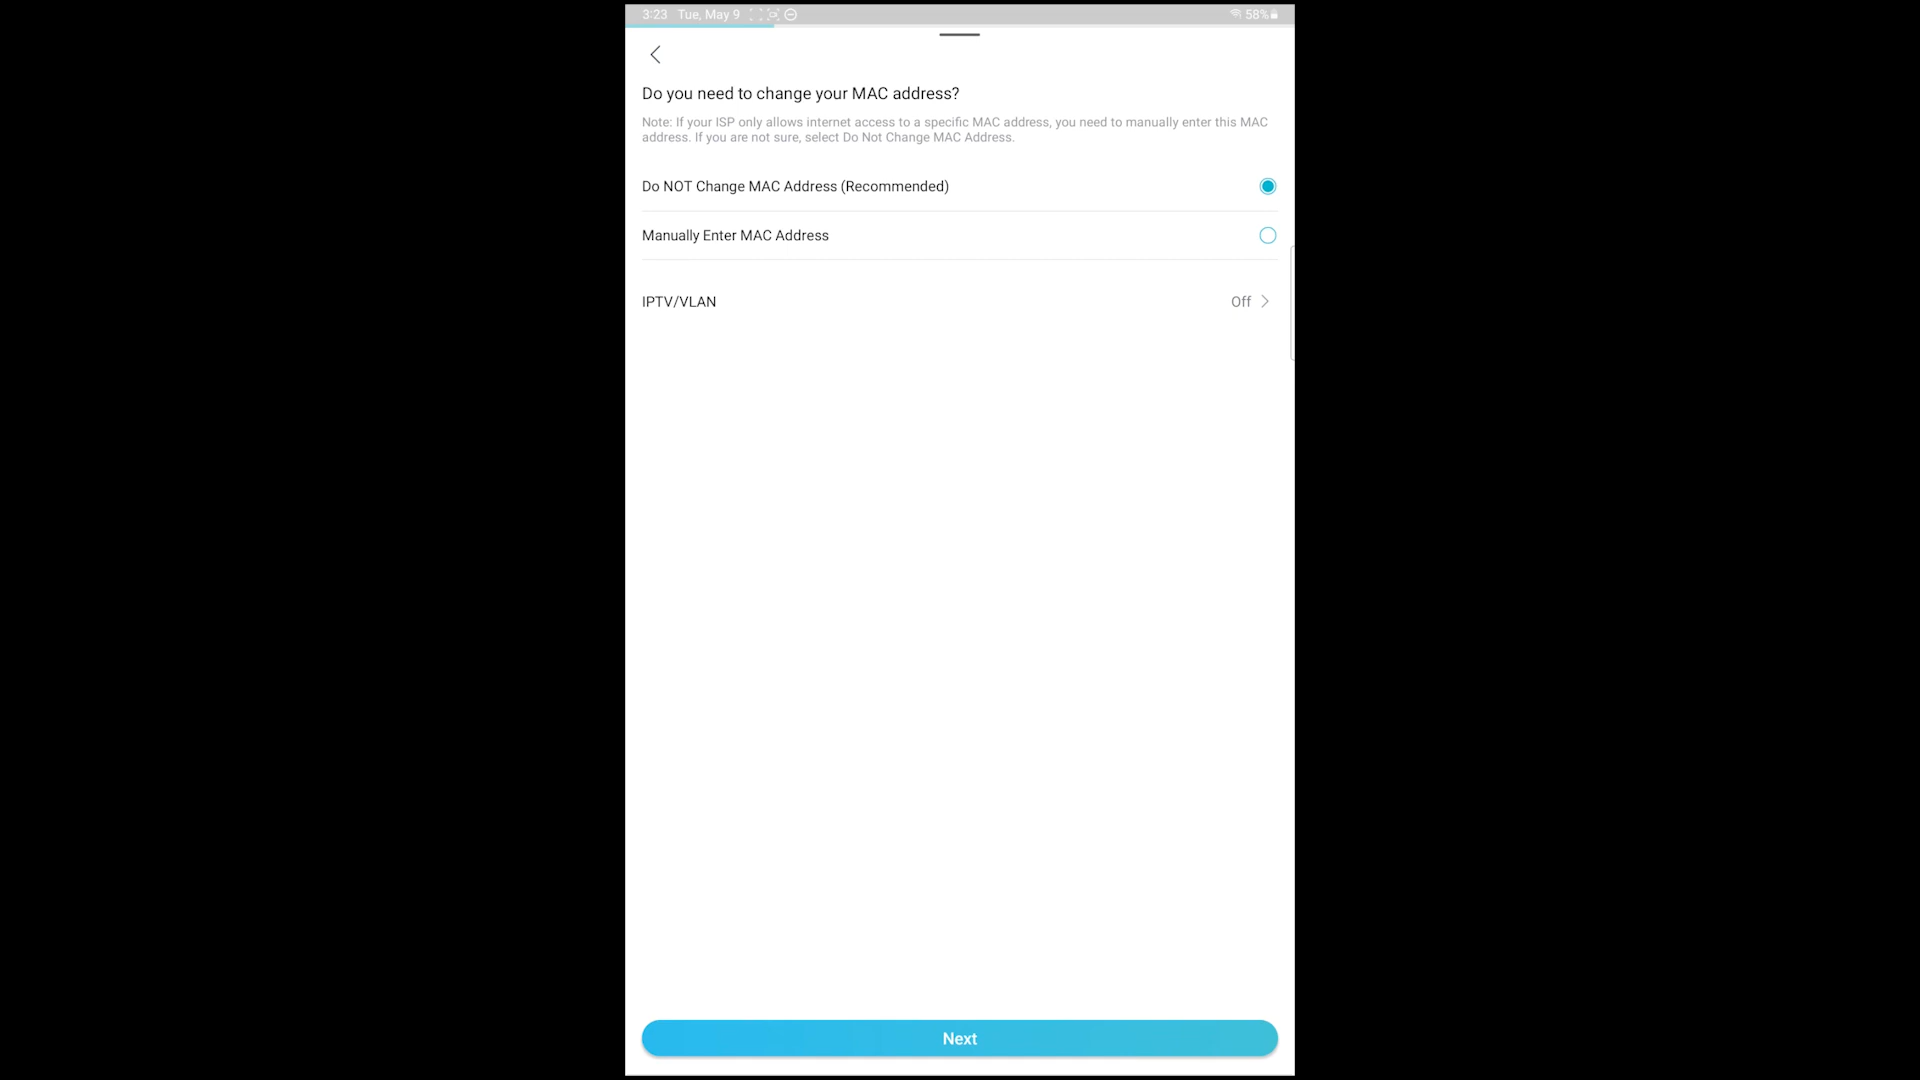 3:23 Tue, May 9
58%
Do you need to change your MAC address?
Note: If your ISP only allows internet access to a specific MAC address, you need to manually enter this MAC
address. If you are not sure, select Do Not Change MAC Address.
Do NOT Change MAC Address (Recommended)
Manually Enter MAC Address
IPTV/VLAN Off
Next